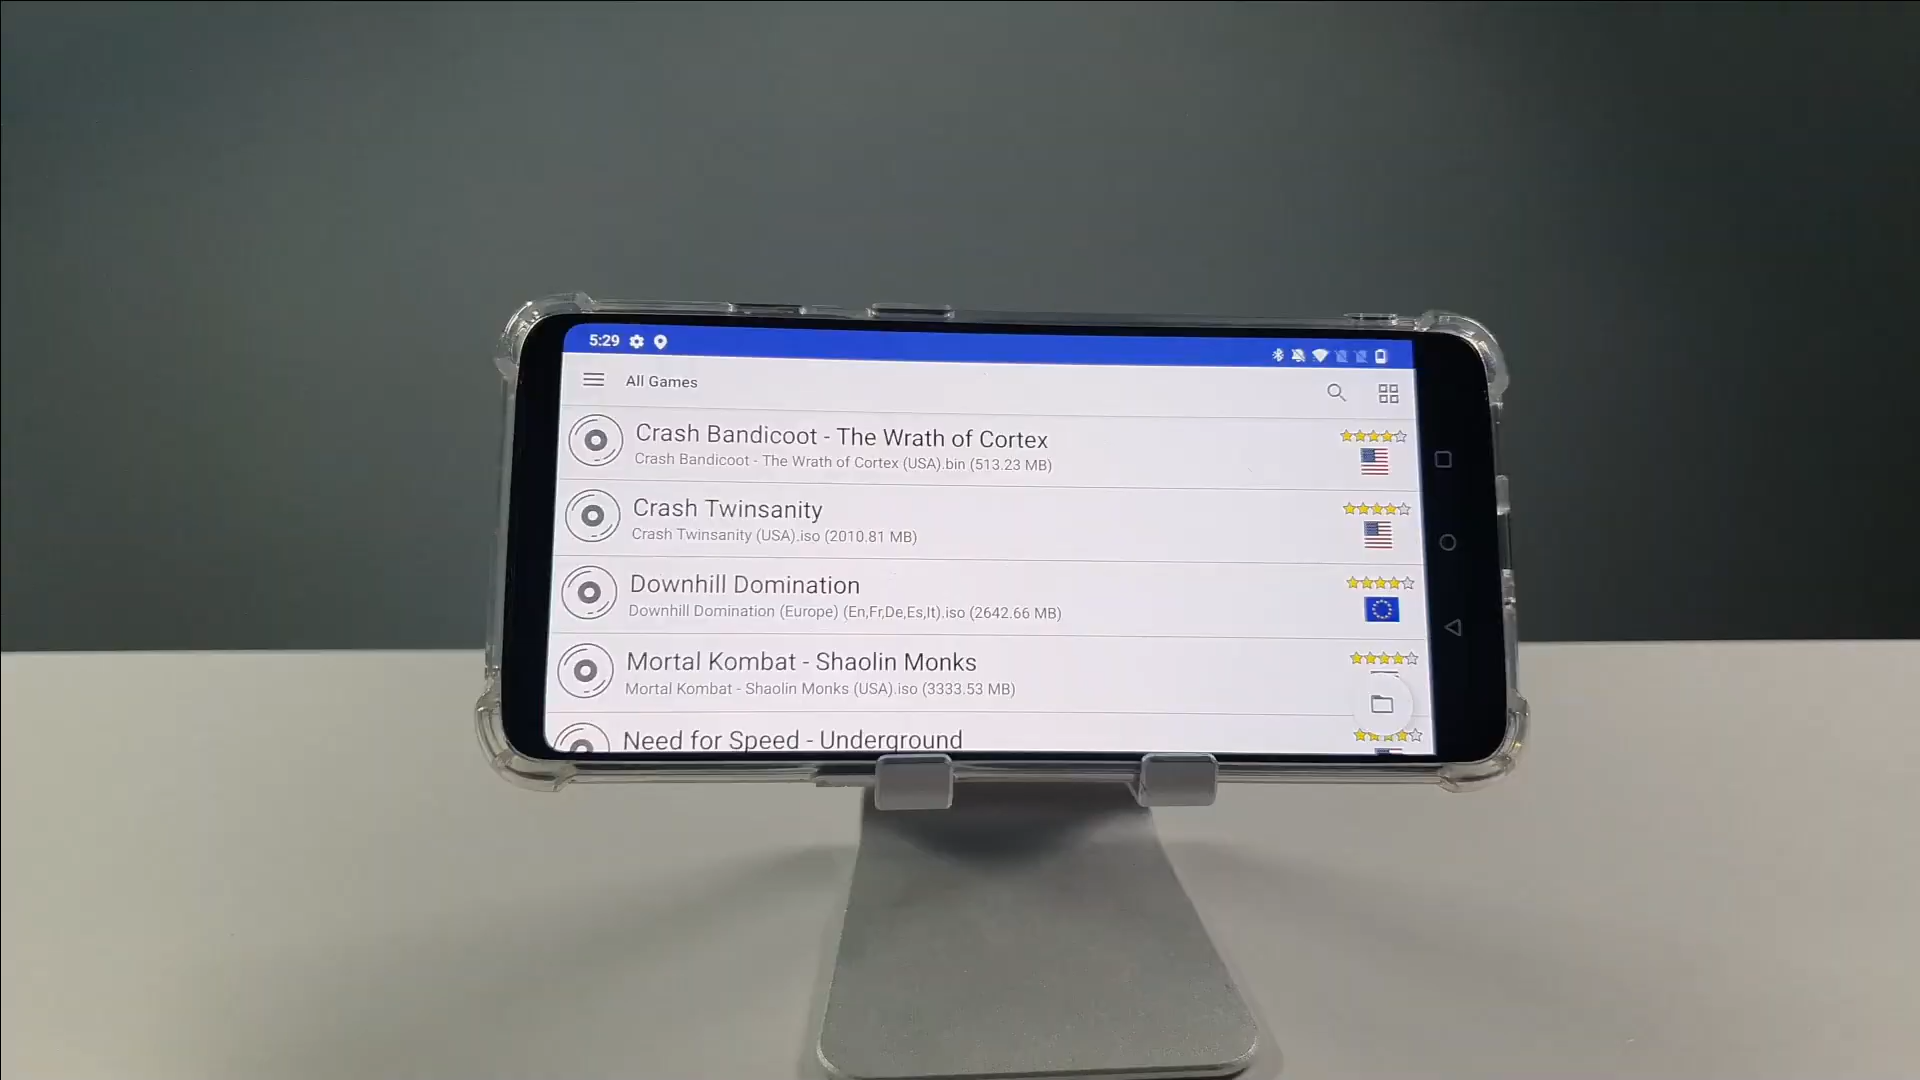 5:29
All Games
Crash Bandicoot - The Wrath of Cortex
Crash Bandicoot - The Wrath of Cortex (USA).bin (513.23 MB)
Crash Twinsanity
Crash Twinsanity (USA).iso (2010.81 MB)
Downhill Domination
Downhill Domination (Europe) (En,Fr,De,Es,It).iso (2642.66 MB)
Mortal Kombat - Shaolin Monks
Mortal Kombat - Shaolin Monks (USA).iso (3333.53 MB)
Need for Speed - Underground